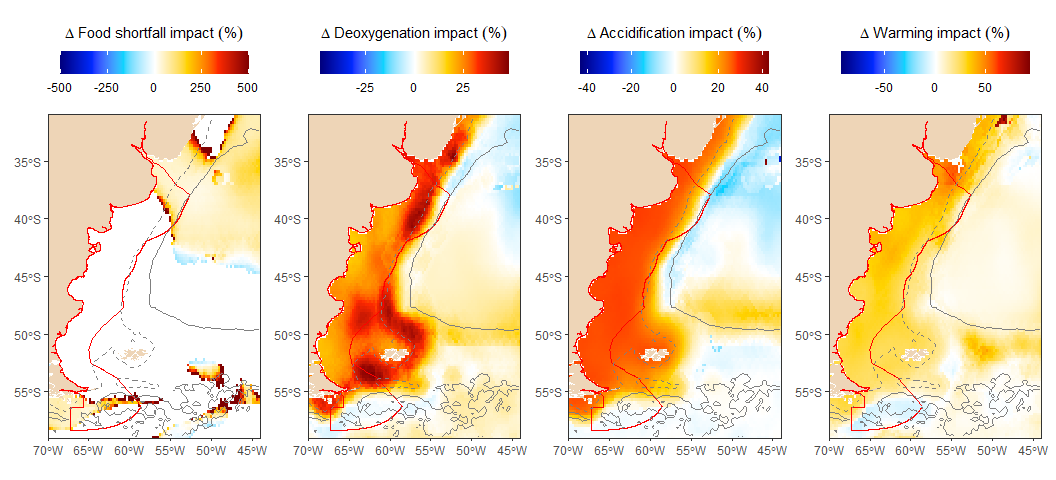 Δ Food shortfall impact (%)
-500 -250 0 250 500
Δ Deoxygenation impact (%)
-25 0 25
Δ Accidification impact (%)
-40 -20 0 20 40
Δ Warming impact (%)
-50 0 50
35°S
40°S
45°S
50°S
55°S
70°W 65°W 60°W 55°W 50°W 45°W
35°S
40°S
45°S
50°S
55°S
70°W 65°W 60°W 55°W 50°W 45°W
35°S
40°S
45°S
50°S
55°S
70°W 65°W 60°W 55°W 50°W 45°W
35°S
40°S
45°S
50°S
55°S
70°W 65°W 60°W 55°W 50°W 45°W